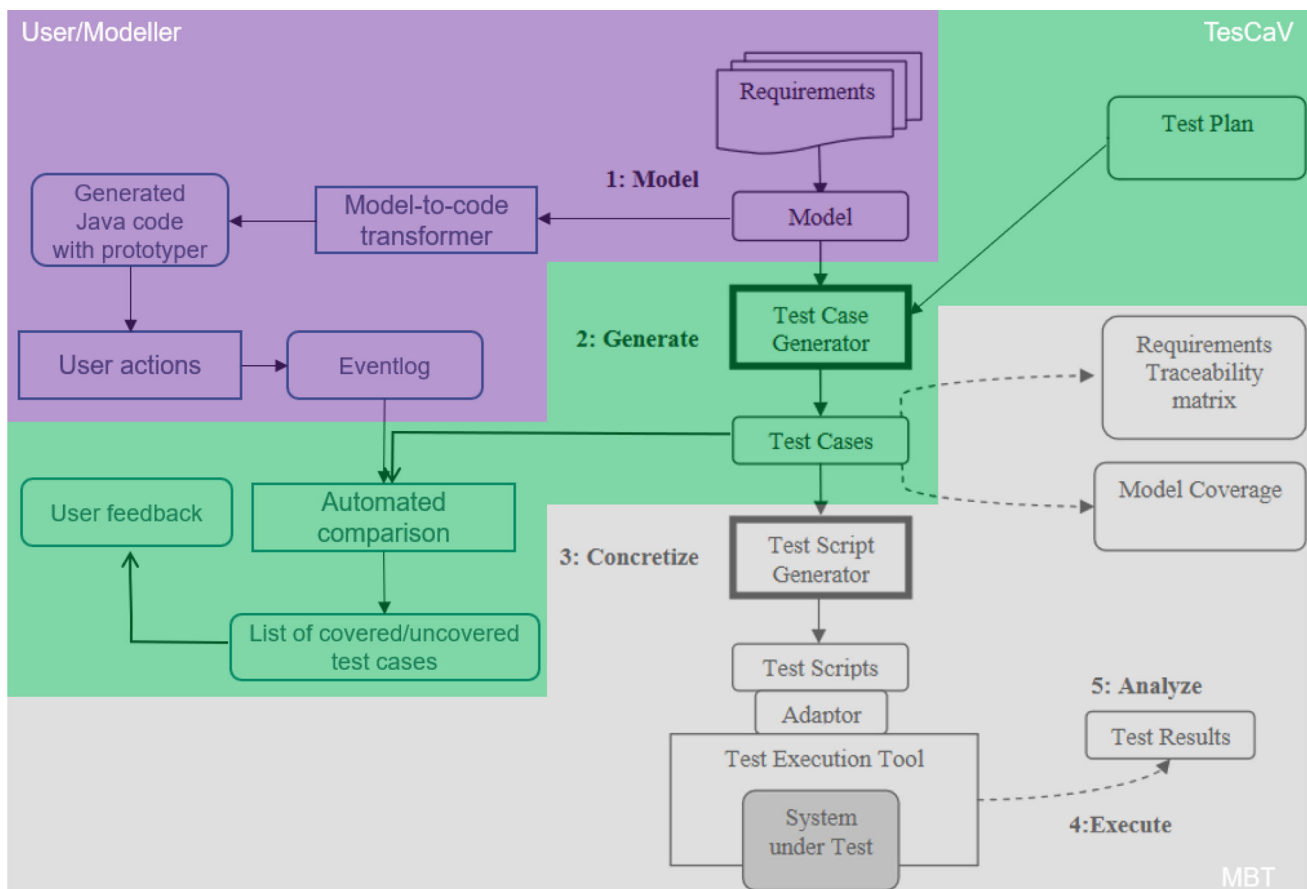 User/Modeller
TesCaV
Requirements
Test Plan
1: Model
Generated
Java code
with prototyper
Model-to-code
transformer
Model
2: Generate
Test Case
Generator
Requirements
Traceability
matrix
User actions
Eventlog
Test Cases
Model Coverage
User feedback
Automated
comparison
3: Concretize
Test Script
Generator
List of covered/uncovered
test cases
Test Scripts
5: Analyze
Adaptor
Test Results
Test Execution Tool
System
under Test
4:Execute
MBT